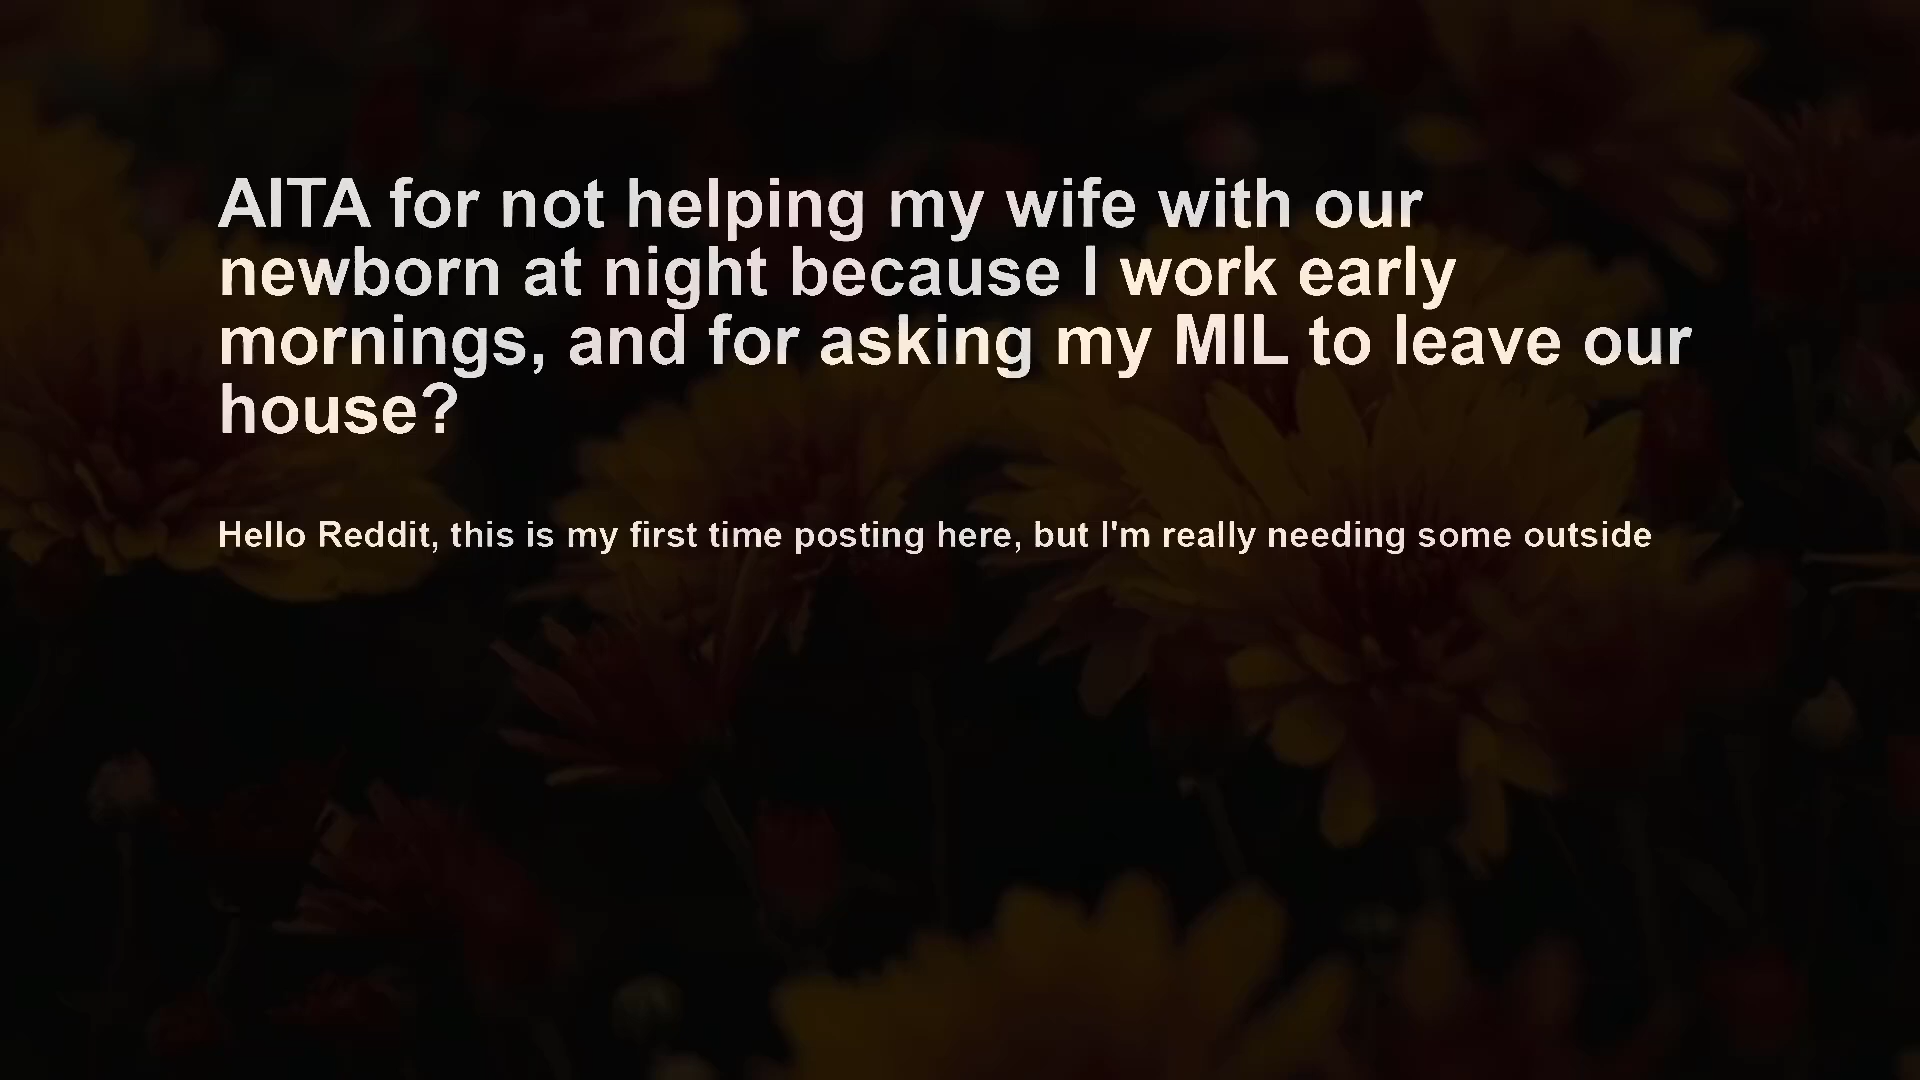 AITA for not helping my wife with our
newborn at night because I work early
mornings, and for asking my MIL to leave our
house?
Hello Reddit, this is my first time posting here, but I'm really needing some outside